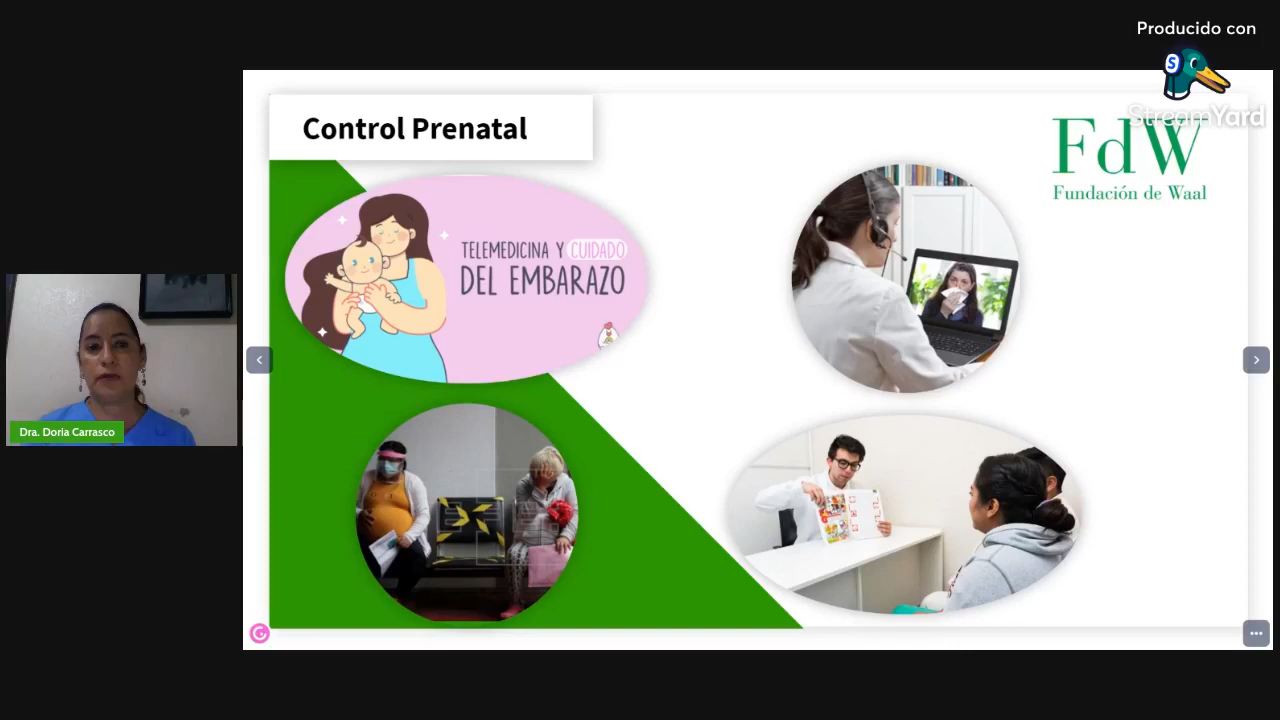 Producido con
S
StreamYard
Control Prenatal
FdW
Fundación de Waal
TELEMEDICINA Y CUIDADO
DEL EMBARAZO
Dra. Doria Carrasco